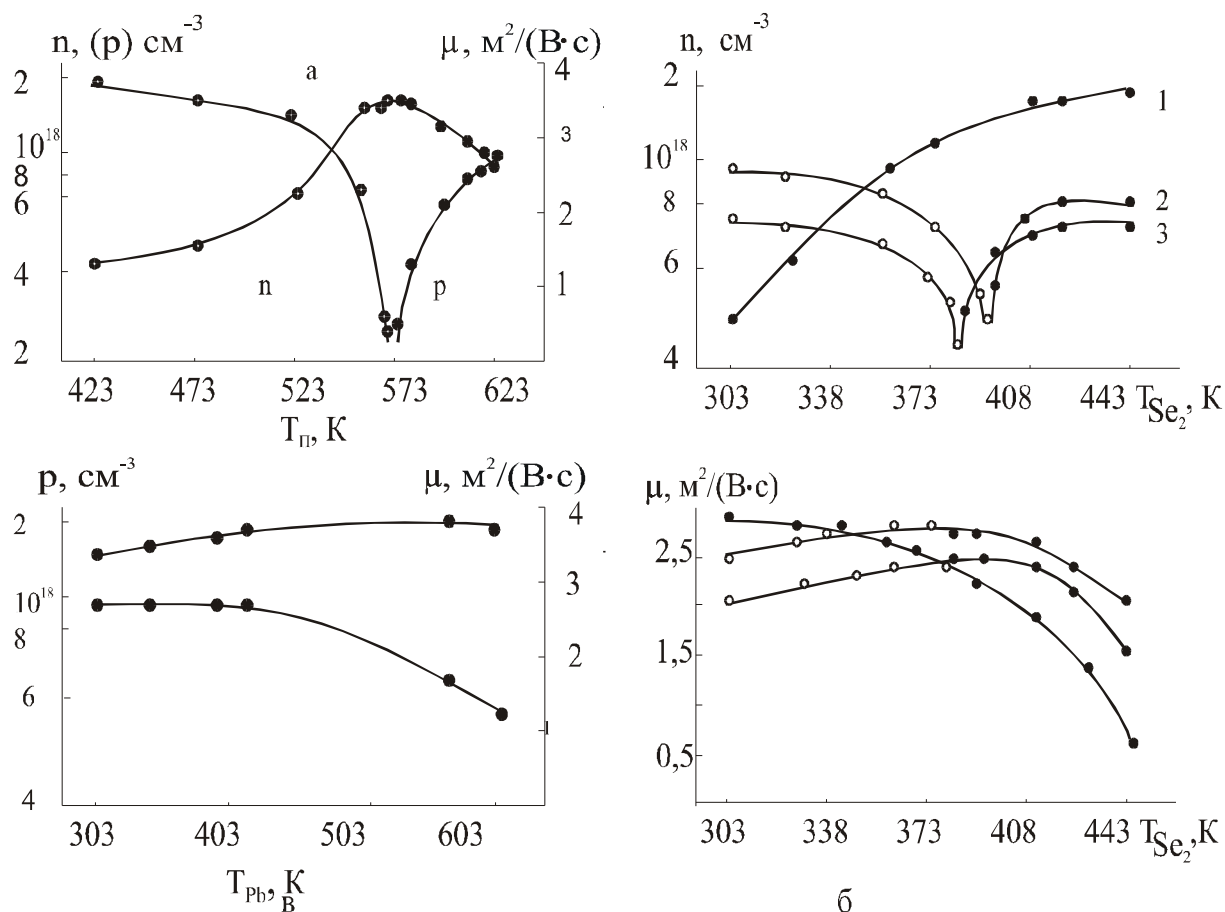 n, (p) см⁻³ μ, м²/(В·с)
a
2
10¹⁸
8
6
4
2
4
3
2
1
n
p
423 473 523 573 623
Tп, К
n, см⁻³
2
10¹⁸
8
6
4
1
2
3
303 338 373 408 443 TSe₂, К
p, см⁻³ μ, м²/(В·с)
2
10¹⁸
8
6
4
4
3
2
1
303 403 503 603
TPb, К
в
μ, м²/(В·с)
2,5
1,5
0,5
303 338 373 408 443 TSe₂,К
б